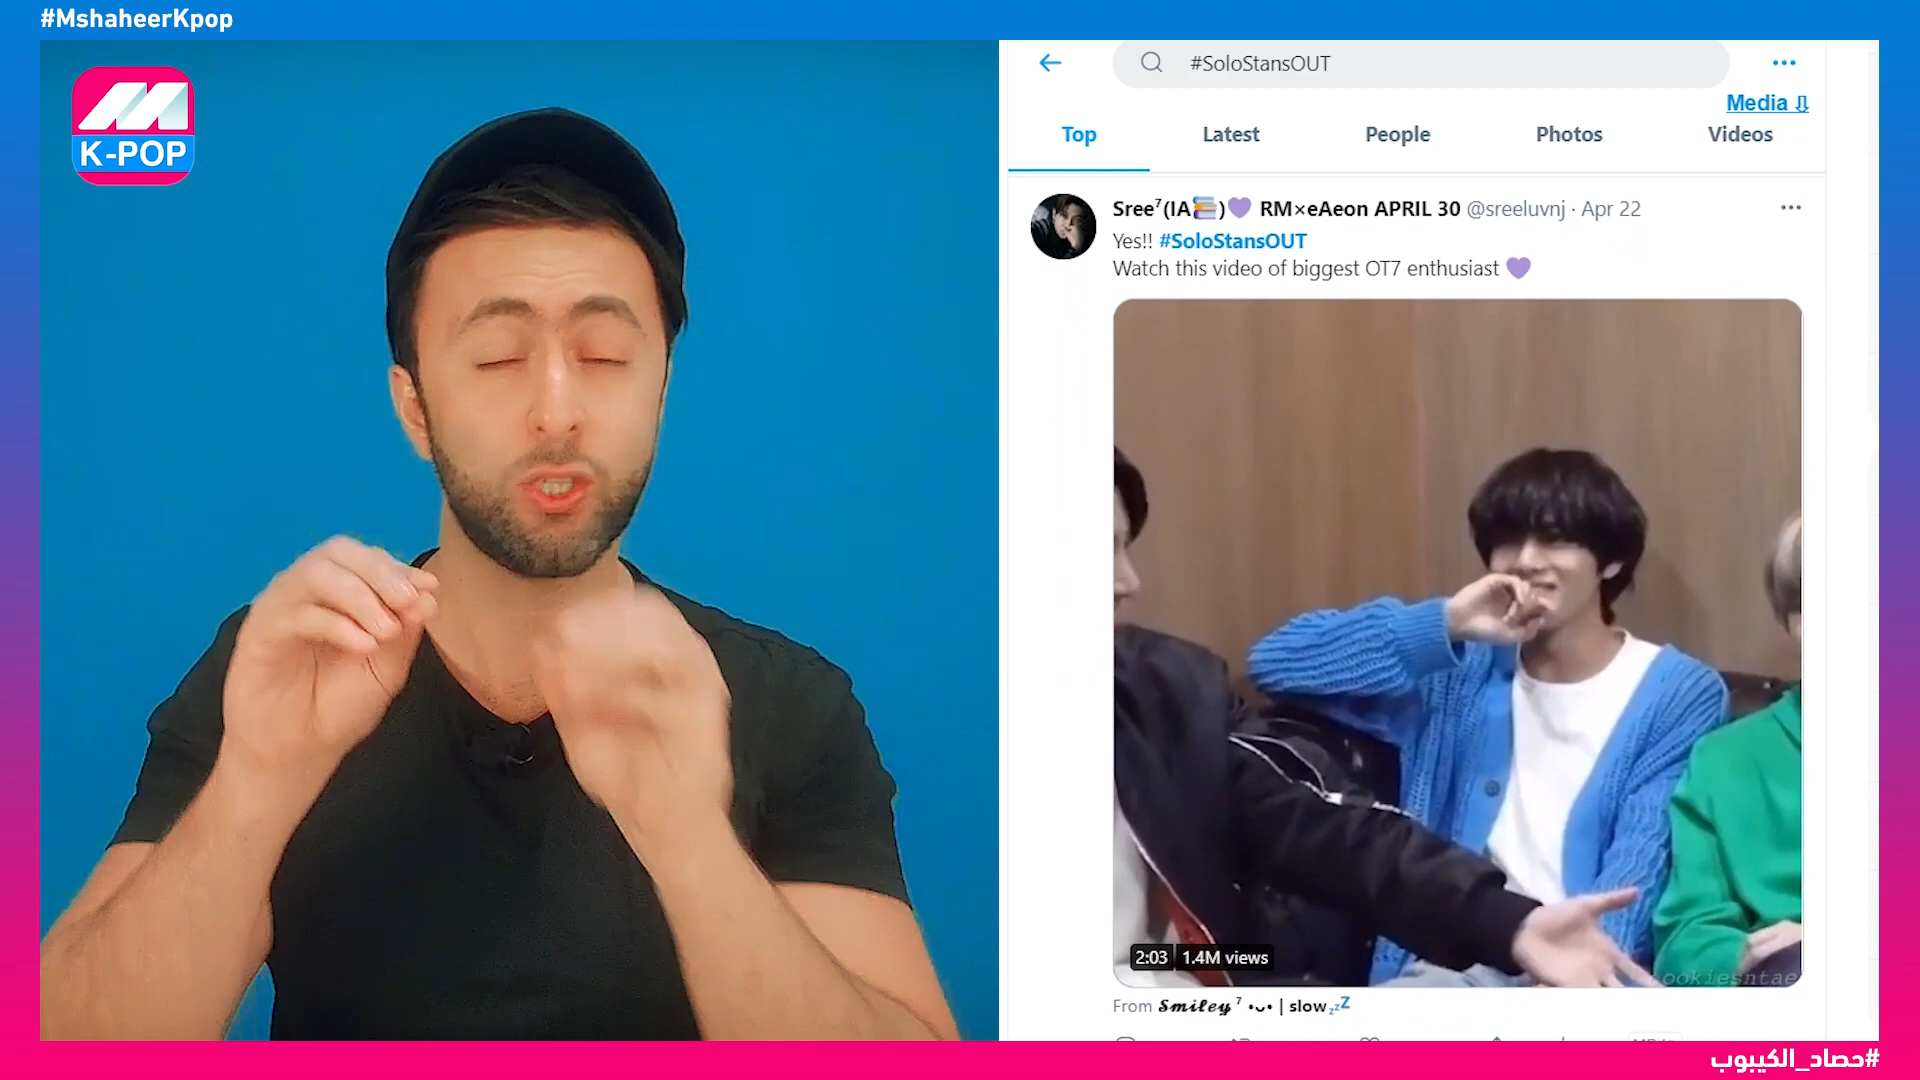 #MshaheerKpop
M
K-POP
#SoloStansOUT
Media ⇩
Top Latest People Photos Videos
Sree⁷(IA📚)💜 RM×eAeon APRIL 30 @sreeluvnj · Apr 22
Yes!! #SoloStansOUT
Watch this video of biggest OT7 enthusiast 💜
2:03 1.4M views
ookiesntae
From 𝓢𝓶𝓲𝓵𝓮𝔂 ⁷ •ᴗ• | slow 💤
#حصاد_الكيبوب